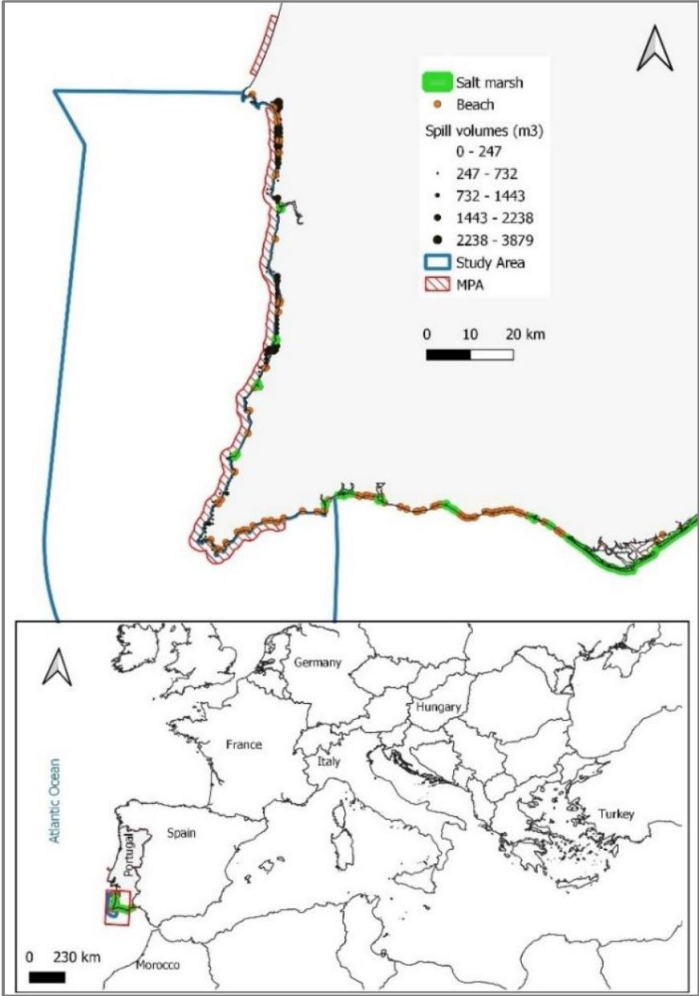 Salt marsh
Beach
Spill volumes (m3)
0 - 247
247 - 732
732 - 1443
1443 - 2238
2238 - 3879
Study Area
MPA
0 10 20 km
Germany
Hungary
France
Italy
Atlantic Ocean
Turkey
Spain
Portugal
0 230 km
Morocco